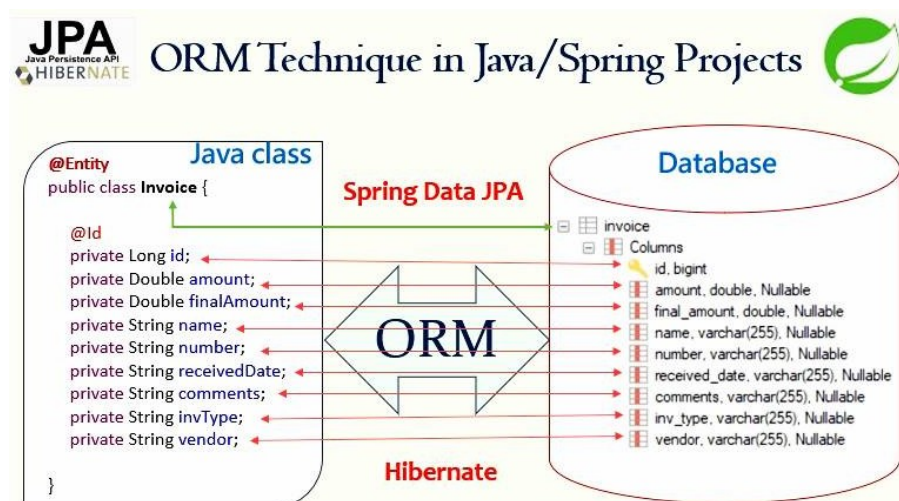 JPA
Java Persistence API
HIBERNATE
ORM Technique in Java/Spring Projects
@Entity
Java class
public class Invoice {
@Id
private Long id;
private Double amount;
private Double finalAmount;
private String name;
private String number;
private String receivedDate;
private String comments;
private String invType;
private String vendor;
}
Spring Data JPA
ORM
Hibernate
Database
invoice
Columns
id, bigint
amount, double, Nullable
final_amount, double, Nullable
name, varchar(255), Nullable
number, varchar(255), Nullable
received_date, varchar(255), Nullable
comments, varchar(255), Nullable
inv_type, varchar(255), Nullable
vendor, varchar(255), Nullable